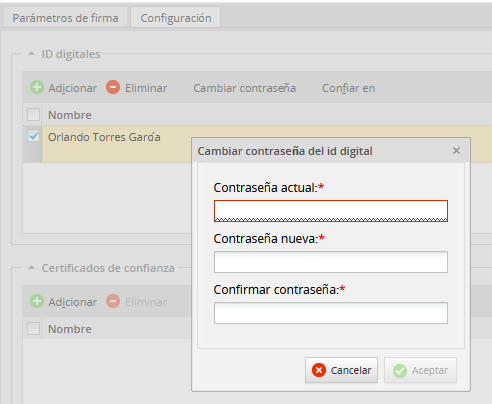 Parámetros de firma Configuración
ID digitales
Adicionar Eliminar Cambiar contraseña Confiar en
Nombre
Orlando Torres García
Cambiar contraseña del id digital
Contraseña actual:*
Contraseña nueva:*
Confirmar contraseña:*
Cancelar Aceptar
Certificados de confianza
Adicionar Eliminar
Nombre